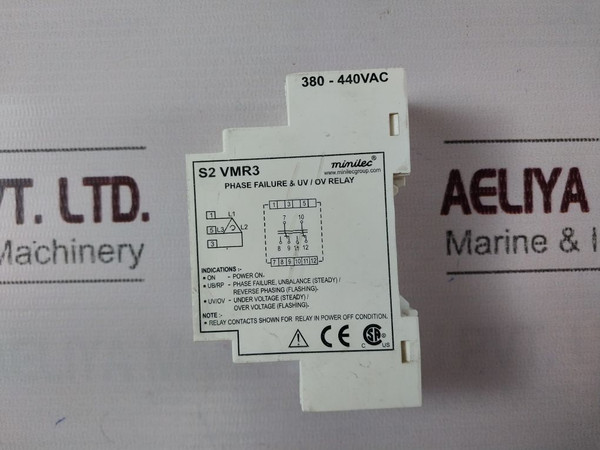 380 - 440VAC
S2 VMR3
minilec®
www.minilecgroup.com
PHASE FAILURE & UV / OV RELAY
1 L1
5 L3 L2
3
1 3 5
7 10
8 9 11 12
7 8 9 10 11 12
INDICATIONS :-
• ON - POWER ON.
• UB/RP - PHASE FAILURE, UNBALANCE (STEADY) /
REVERSE PHASING (FLASHING).
• UV/OV - UNDER VOLTAGE (STEADY) /
OVER VOLTAGE (FLASHING).
NOTE :-
• RELAY CONTACTS SHOWN FOR RELAY IN POWER OFF CONDITION.
CE
C US
VT. LTD.
Machinery
AELIYA
Marine & I